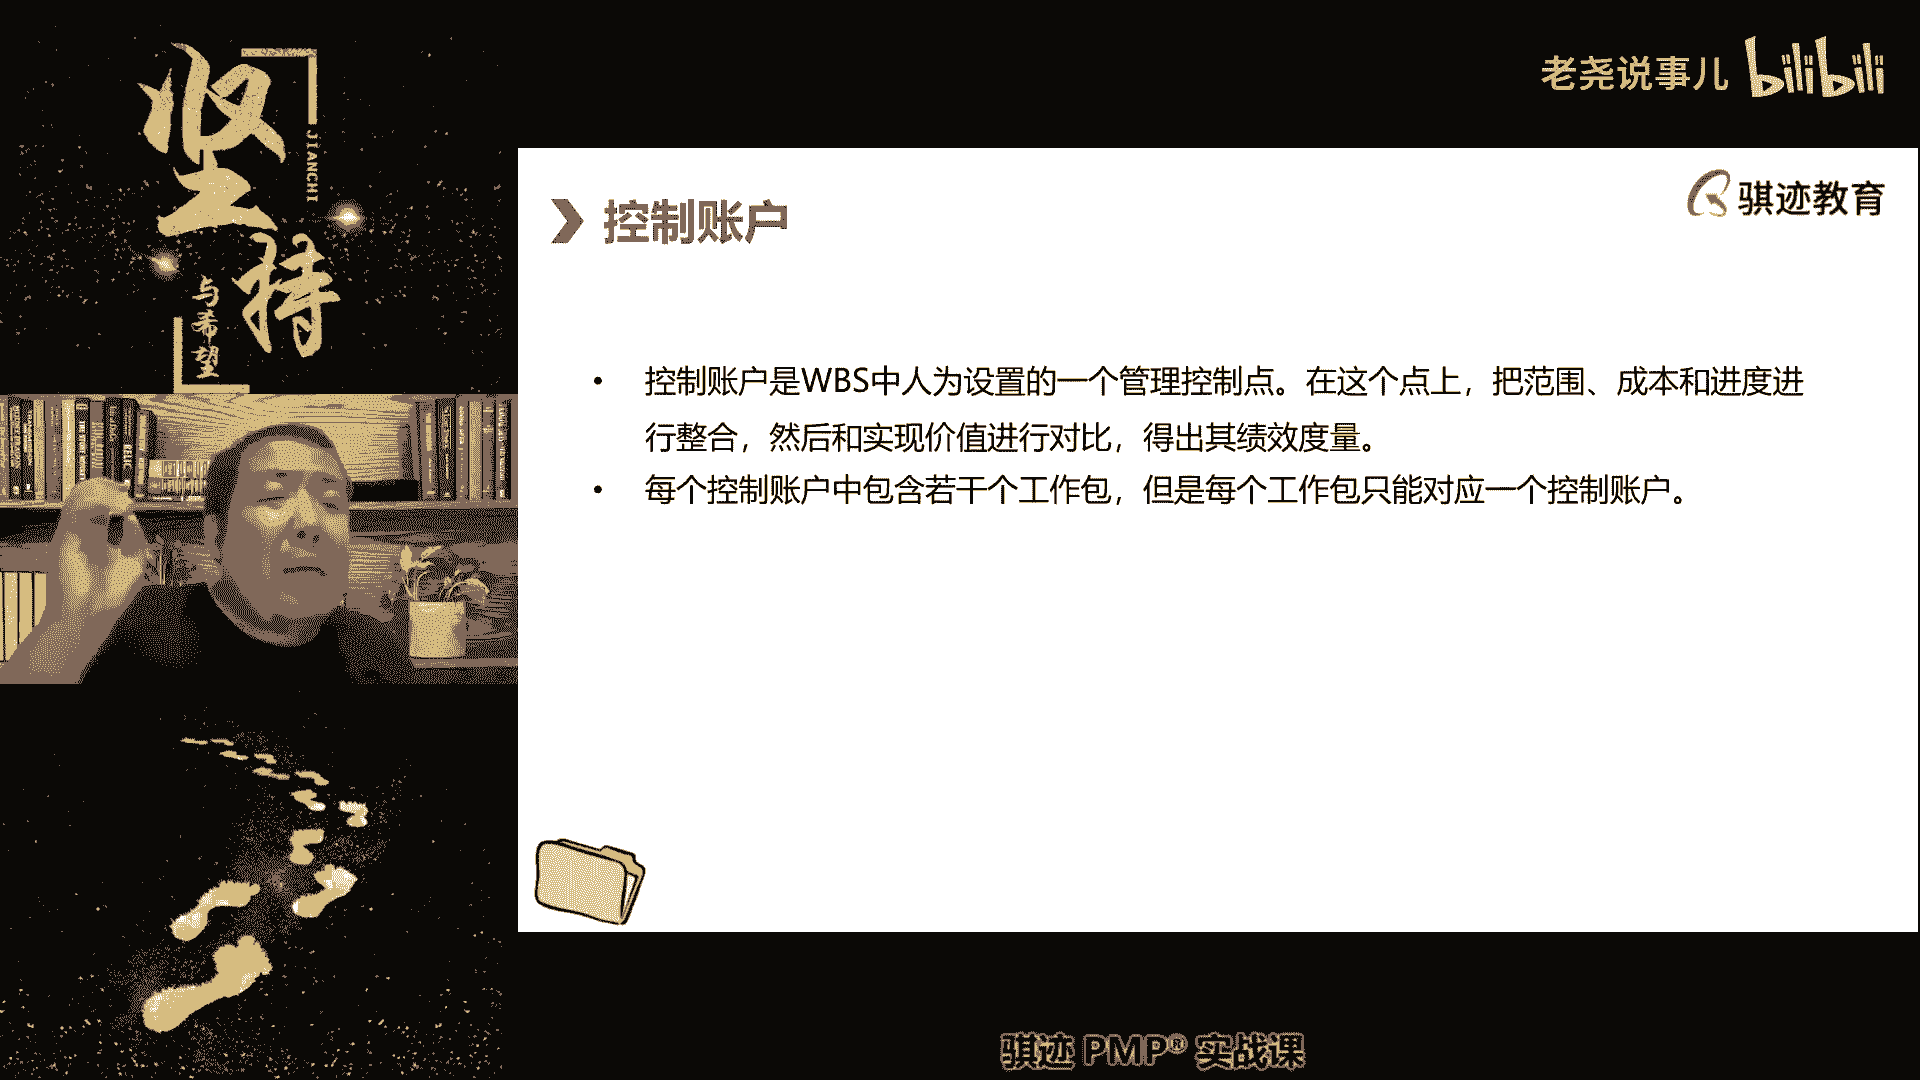 坚持
JIANCHI
与希望
老尧说事儿 bilibili
骐迹教育
控制账户
• 控制账户是WBS中人为设置的一个管理控制点。在这个点上，把范围、成本和进度进
行整合，然后和实现价值进行对比，得出其绩效度量。
• 每个控制账户中包含若干个工作包，但是每个工作包只能对应一个控制账户。
骐迹 PMP® 实战课